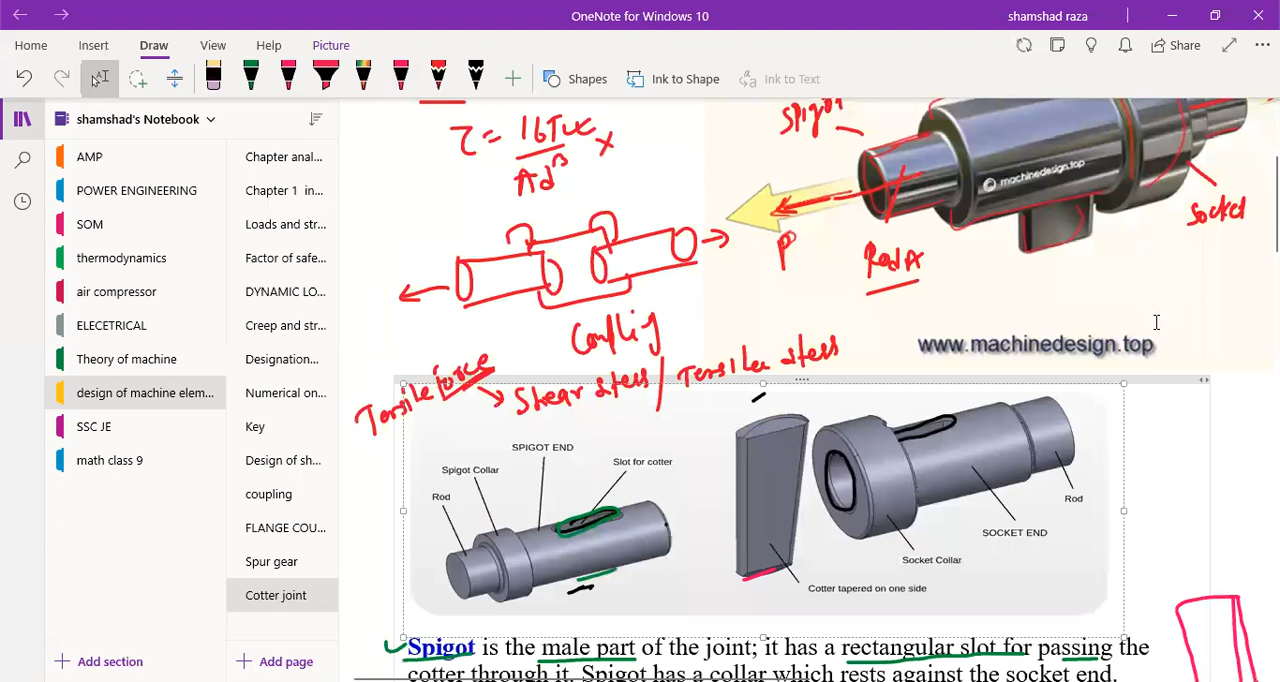 OneNote for Windows 10
shamshad raza
Home
Insert
Draw
View
Help
Picture
Share
Shapes
Ink to Shape
Ink to Text
shamshad's Notebook
AMP
POWER ENGINEERING
SOM
thermodynamics
air compressor
ELECETRICAL
Theory of machine
design of machine elem...
SSC JE
math class 9
Add section
Chapter anal...
Chapter 1 in...
Loads and str...
Factor of safe...
DYNAMIC LO...
Creep and str...
Designation...
Numerical on...
Key
Design of sh...
coupling
FLANGE COU...
Spur gear
Cotter joint
Add page
τ = 16Tuc
πd³
x
Coupling
Tensile force → Shear stess / Tensile stess
Spigot
© machinedesign.top
Socket
P
Rod A
www.machinedesign.top
SPIGOT END
Spigot Collar
Slot for cotter
Rod
Rod
SOCKET END
Socket Collar
Cotter tapered on one side
Spigot is the male part of the joint; it has a rectangular slot for passing the
cotter through it. Spigot has a collar which rests against the socket end.